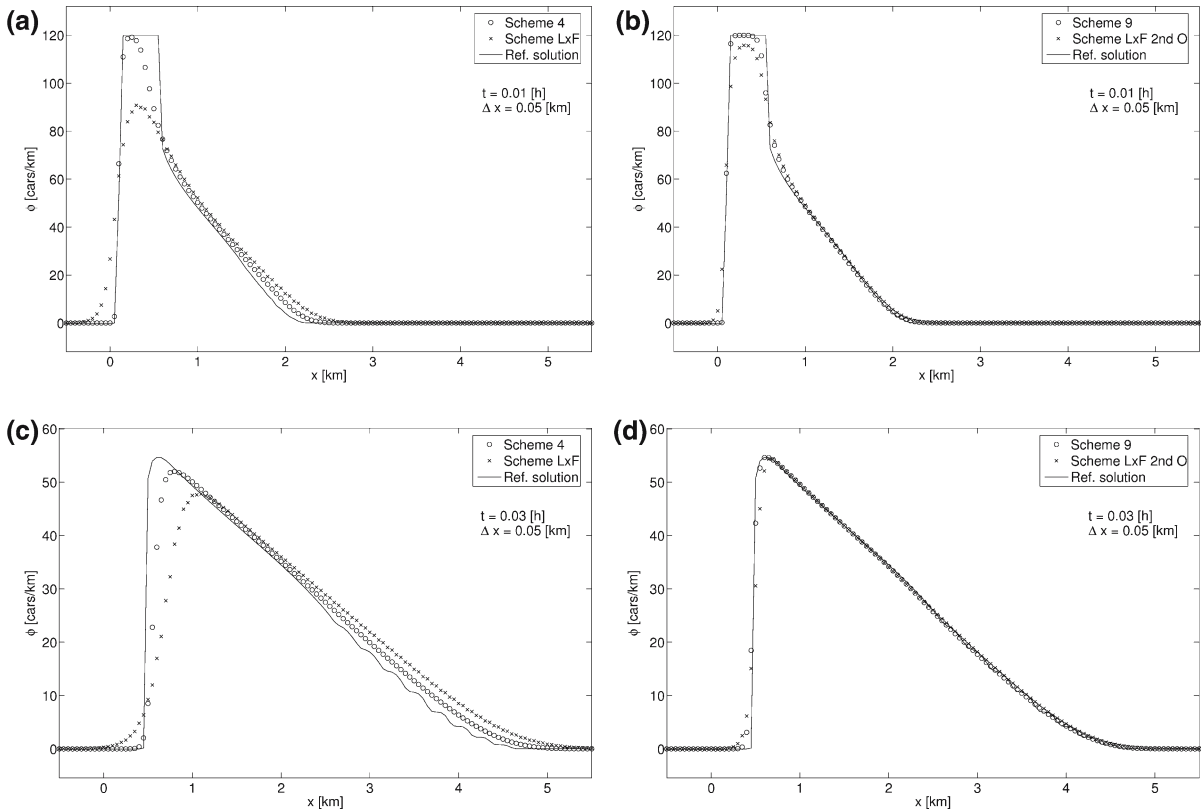 (a)
Scheme 4
Scheme LxF
Ref. solution
t = 0.01 [h]
Δ x = 0.05 [km]
120
100
80
60
40
20
0
ϕ [cars/km]
0 1 2 3 4 5
x [km]
(b)
Scheme 9
Scheme LxF 2nd O
Ref. solution
t = 0.01 [h]
Δ x = 0.05 [km]
120
100
80
60
40
20
0
ϕ [cars/km]
0 1 2 3 4 5
x [km]
(c)
Scheme 4
Scheme LxF
Ref. solution
t = 0.03 [h]
Δ x = 0.05 [km]
60
50
40
30
20
10
0
ϕ [cars/km]
0 1 2 3 4 5
x [km]
(d)
Scheme 9
Scheme LxF 2nd O
Ref. solution
t = 0.03 [h]
Δ x = 0.05 [km]
60
50
40
30
20
10
0
ϕ [cars/km]
0 1 2 3 4 5
x [km]